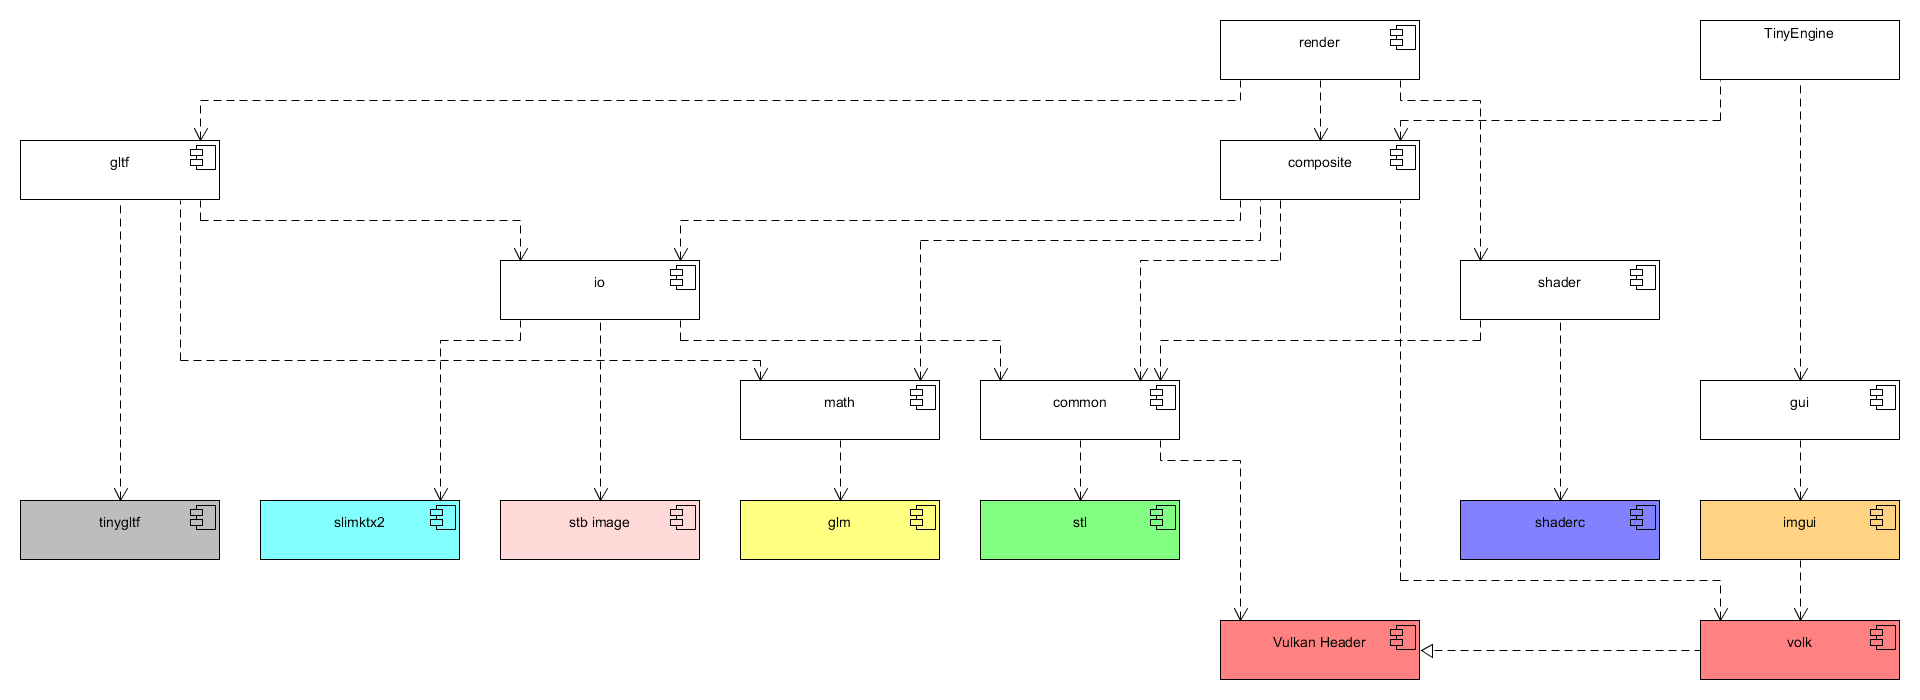 render
TinyEngine
gltf
composite
io
shader
math
common
gui
tinygltf
slimktx2
stb image
glm
stl
shaderc
imgui
Vulkan Header
volk